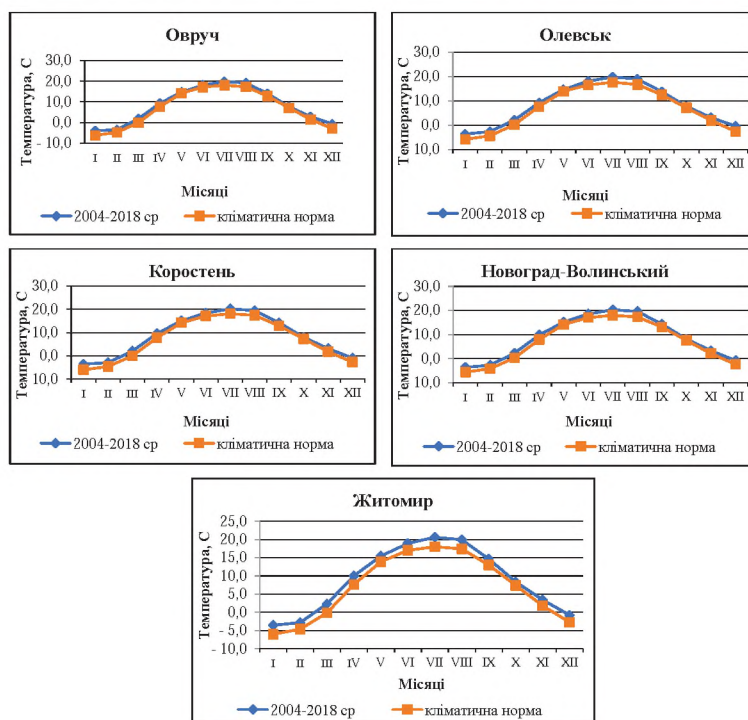 Овруч
Температура, С
30,0
20,0
10,0
0,0
- 10,0
I II III IV V VI VII VIII IX X XI XII
Місяці
2004-2018 ср кліматична норма
Олевськ
Температура, С
30,0
20,0
10,0
0,0
10,0
I II III IV V VI VII VIII IX X XI XII
Місяці
2004-2018 ср кліматична норма
Коростень
Температура, С
30,0
20,0
10,0
0,0
10,0
I II III IV V VI VII VIII IX X XI XII
Місяці
2004-2018 ср кліматична норма
Новоград-Волинський
Температура, С
30,0
20,0
10,0
0,0
10,0
I II III IV V VI VII VIII IX X XI XII
Місяці
2004-2018 ср кліматична норма
Житомир
Температура, С
25,0
20,0
15,0
10,0
5,0
0,0
- 5,0
- 10,0
I II III IV V VI VII VIII IX X XI XII
Місяці
2004-2018 ср кліматична норма